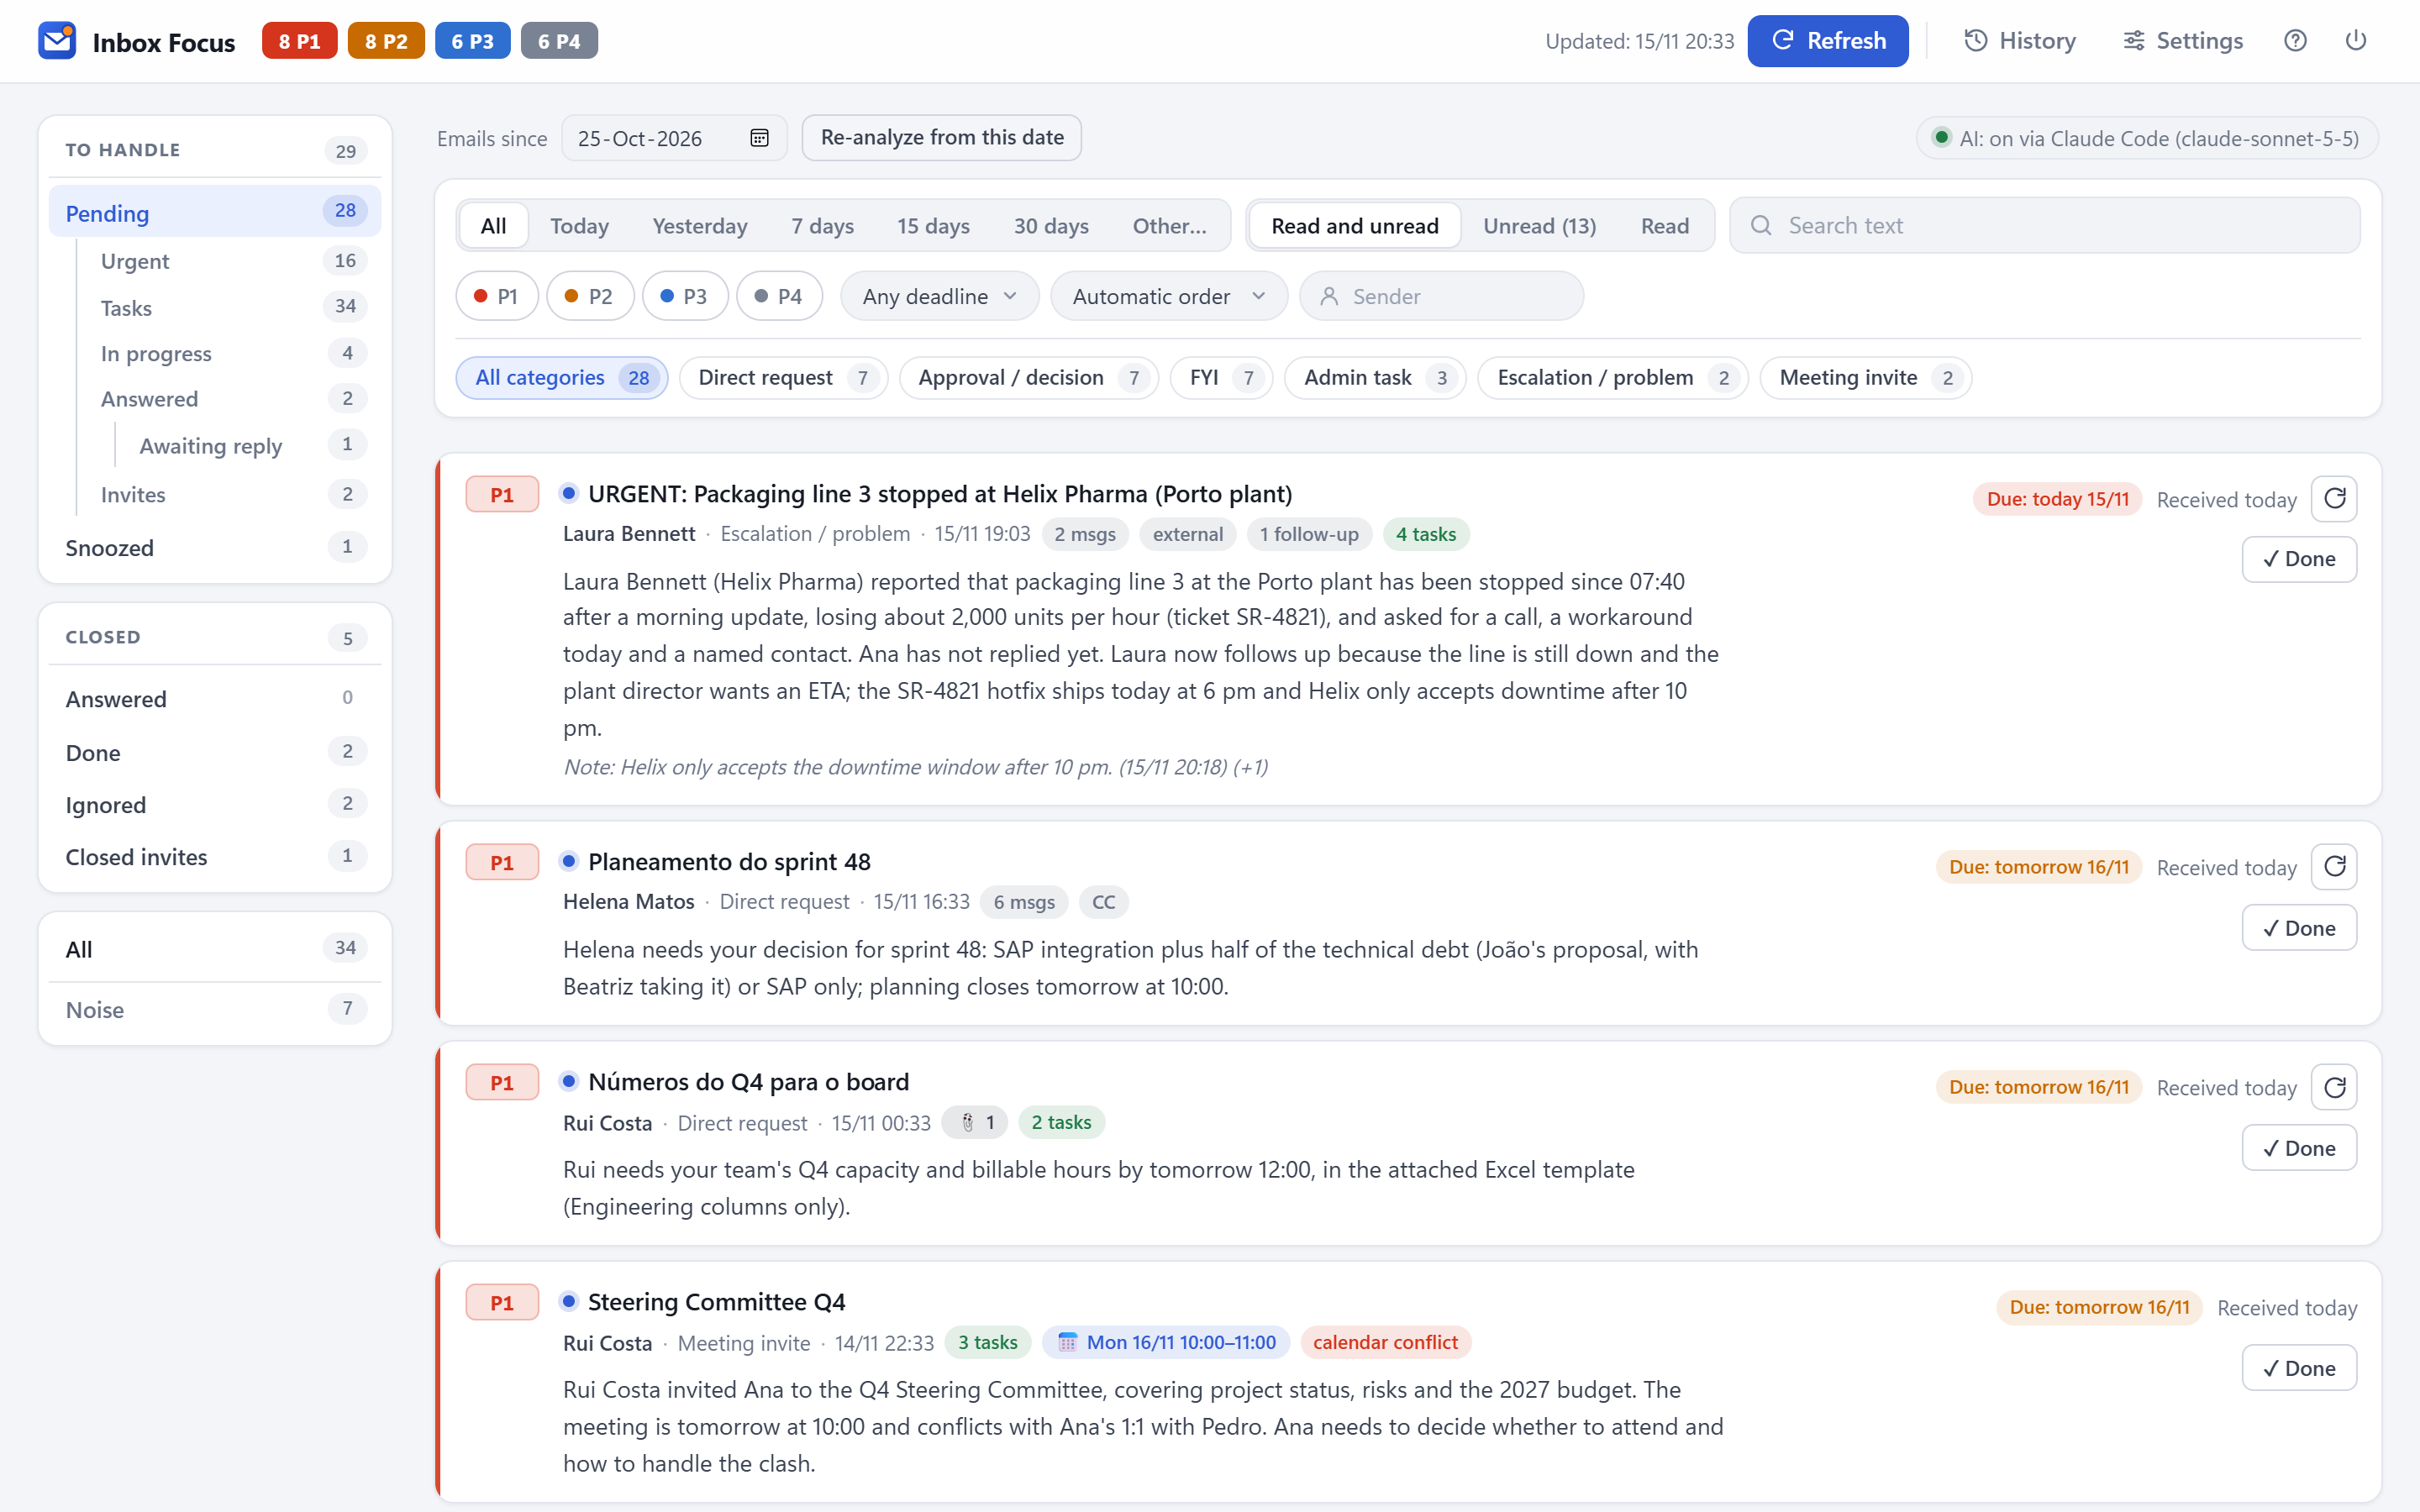 Inbox Focus
8 P1
8 P2
6 P3
6 P4
Updated: 15/11 20:33
Refresh
History
Settings
TO HANDLE 29
Pending 28
Urgent 16
Tasks 34
In progress 4
Answered 2
Awaiting reply 1
Invites 2
Snoozed 1
CLOSED 5
Answered 0
Done 2
Ignored 2
Closed invites 1
All 34
Noise 7
Emails since 25-Oct-2026 Re-analyze from this date
AI: on via Claude Code (claude-sonnet-5-5)
All Today Yesterday 7 days 15 days 30 days Other...
Read and unread Unread (13) Read
Search text
P1 P2 P3 P4 Any deadline Automatic order Sender
All categories 28 Direct request 7 Approval / decision 7 FYI 7 Admin task 3 Escalation / problem 2 Meeting invite 2
P1 URGENT: Packaging line 3 stopped at Helix Pharma (Porto plant)
Due: today 15/11 Received today
Laura Bennett · Escalation / problem · 15/11 19:03 2 msgs external 1 follow-up 4 tasks
✓ Done
Laura Bennett (Helix Pharma) reported that packaging line 3 at the Porto plant has been stopped since 07:40
after a morning update, losing about 2,000 units per hour (ticket SR-4821), and asked for a call, a workaround
today and a named contact. Ana has not replied yet. Laura now follows up because the line is still down and the
plant director wants an ETA; the SR-4821 hotfix ships today at 6 pm and Helix only accepts downtime after 10
pm.
Note: Helix only accepts the downtime window after 10 pm. (15/11 20:18) (+1)
P1 Planeamento do sprint 48
Due: tomorrow 16/11 Received today
Helena Matos · Direct request · 15/11 16:33 6 msgs CC
✓ Done
Helena needs your decision for sprint 48: SAP integration plus half of the technical debt (João's proposal, with
Beatriz taking it) or SAP only; planning closes tomorrow at 10:00.
P1 Números do Q4 para o board
Due: tomorrow 16/11 Received today
Rui Costa · Direct request · 15/11 00:33 1 2 tasks
✓ Done
Rui needs your team's Q4 capacity and billable hours by tomorrow 12:00, in the attached Excel template
(Engineering columns only).
P1 Steering Committee Q4
Due: tomorrow 16/11 Received today
Rui Costa · Meeting invite · 14/11 22:33 3 tasks Mon 16/11 10:00–11:00 calendar conflict
✓ Done
Rui Costa invited Ana to the Q4 Steering Committee, covering project status, risks and the 2027 budget. The
meeting is tomorrow at 10:00 and conflicts with Ana's 1:1 with Pedro. Ana needs to decide whether to attend and
how to handle the clash.